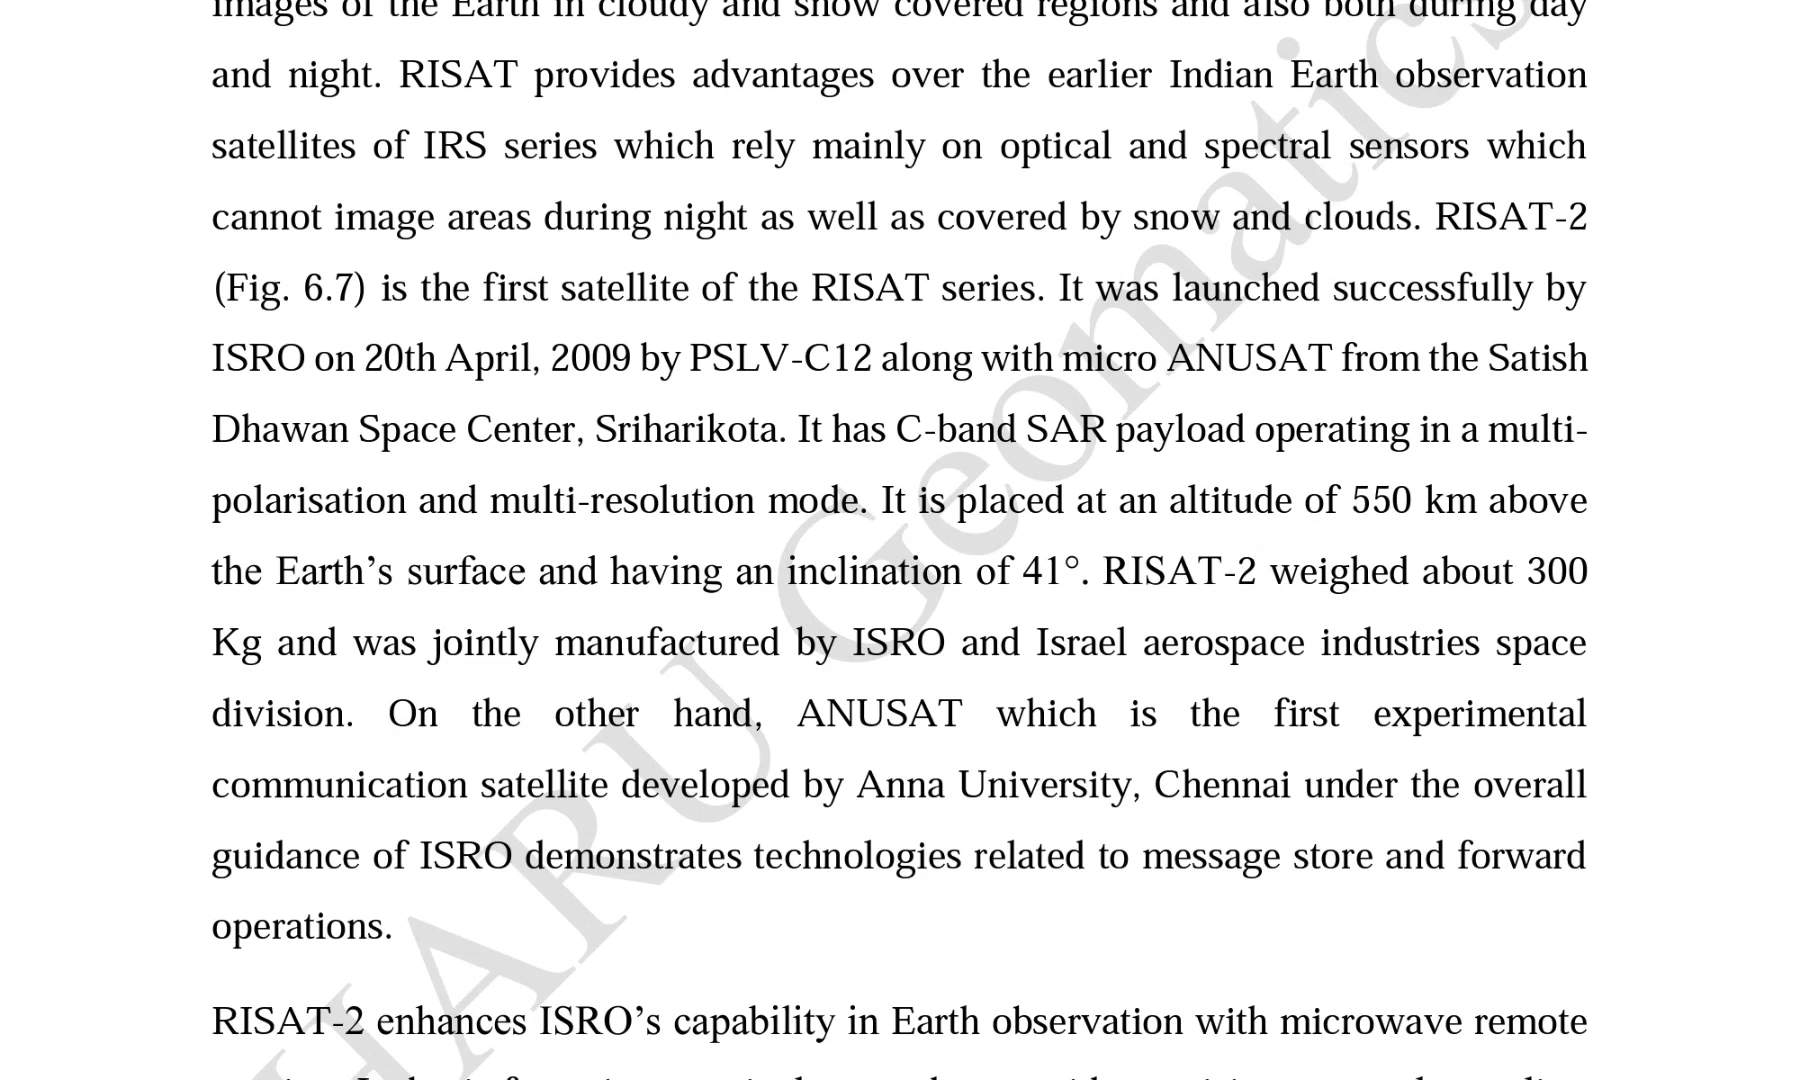 images of the Earth in cloudy and snow covered regions and also both during day
and night. RISAT provides advantages over the earlier Indian Earth observation
satellites of IRS series which rely mainly on optical and spectral sensors which
cannot image areas during night as well as covered by snow and clouds. RISAT-2
(Fig. 6.7) is the first satellite of the RISAT series. It was launched successfully by
ISRO on 20th April, 2009 by PSLV-C12 along with micro ANUSAT from the Satish
Dhawan Space Center, Sriharikota. It has C-band SAR payload operating in a multi-
polarisation and multi-resolution mode. It is placed at an altitude of 550 km above
the Earth’s surface and having an inclination of 41°. RISAT-2 weighed about 300
Kg and was jointly manufactured by ISRO and Israel aerospace industries space
division. On the other hand, ANUSAT which is the first experimental
communication satellite developed by Anna University, Chennai under the overall
guidance of ISRO demonstrates technologies related to message store and forward
operations.
RISAT-2 enhances ISRO’s capability in Earth observation with microwave remote
HARU Geomatics